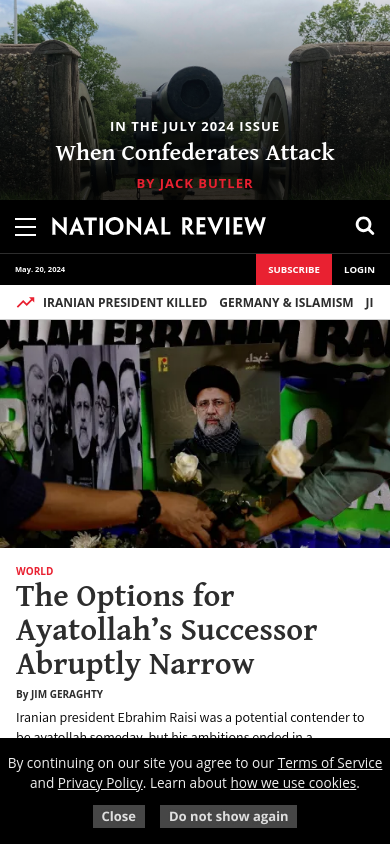 IN THE JULY 2024 ISSUE
When Confederates Attack
BY JACK BUTLER
NATIONAL REVIEW
May. 20, 2024
SUBSCRIBE
LOGIN
IRANIAN PRESIDENT KILLED GERMANY & ISLAMISM JI
WORLD
The Options for
Ayatollah’s Successor
Abruptly Narrow
By JIM GERAGHTY
Iranian president Ebrahim Raisi was a potential contender to
be ayatollah someday, but his ambitions ended in a
By continuing on our site you agree to our Terms of Service
and Privacy Policy. Learn about how we use cookies.
Close
Do not show again